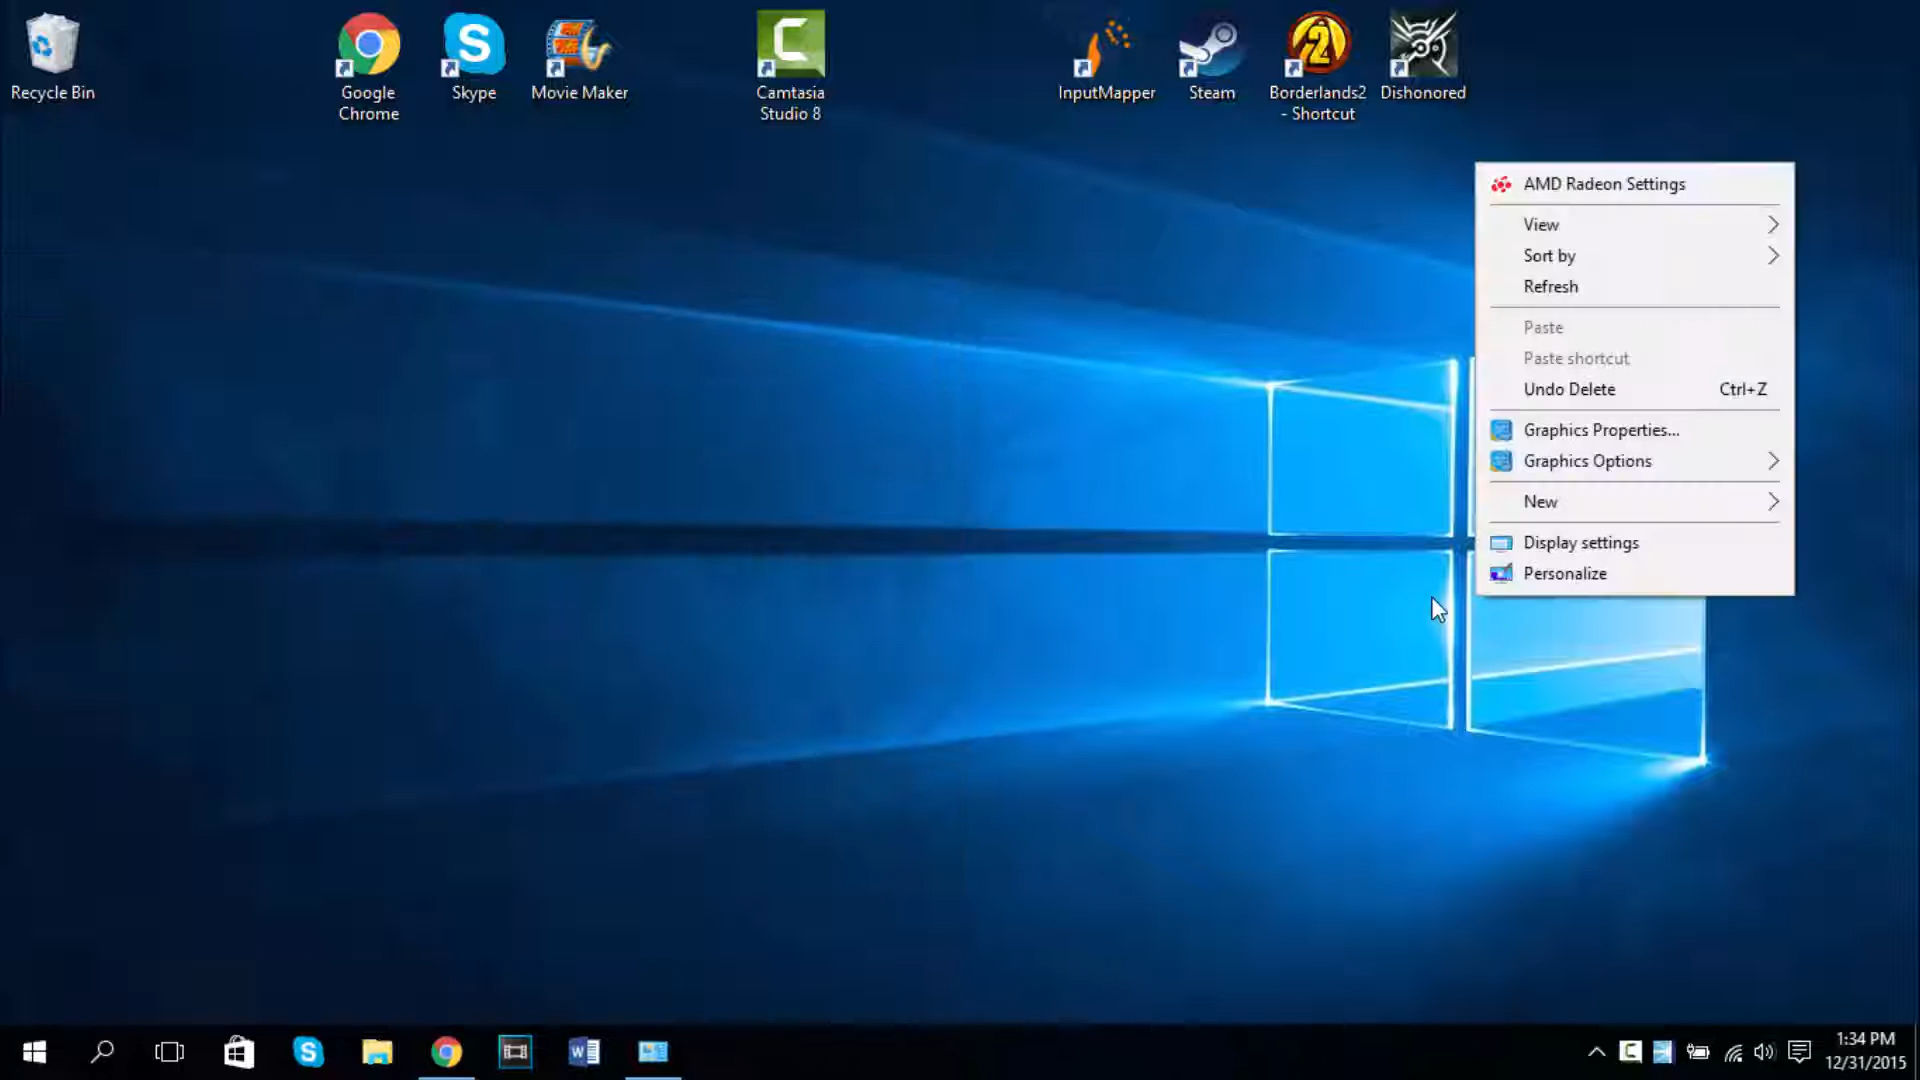 Recycle Bin
Google
Chrome
Skype
Movie Maker
Camtasia
Studio 8
InputMapper
Steam
Borderlands2
- Shortcut
Dishonored
AMD Radeon Settings
View
Sort by
Refresh
Paste
Paste shortcut
Undo Delete Ctrl+Z
Graphics Properties...
Graphics Options
New
Display settings
Personalize
1:34 PM
12/31/2015